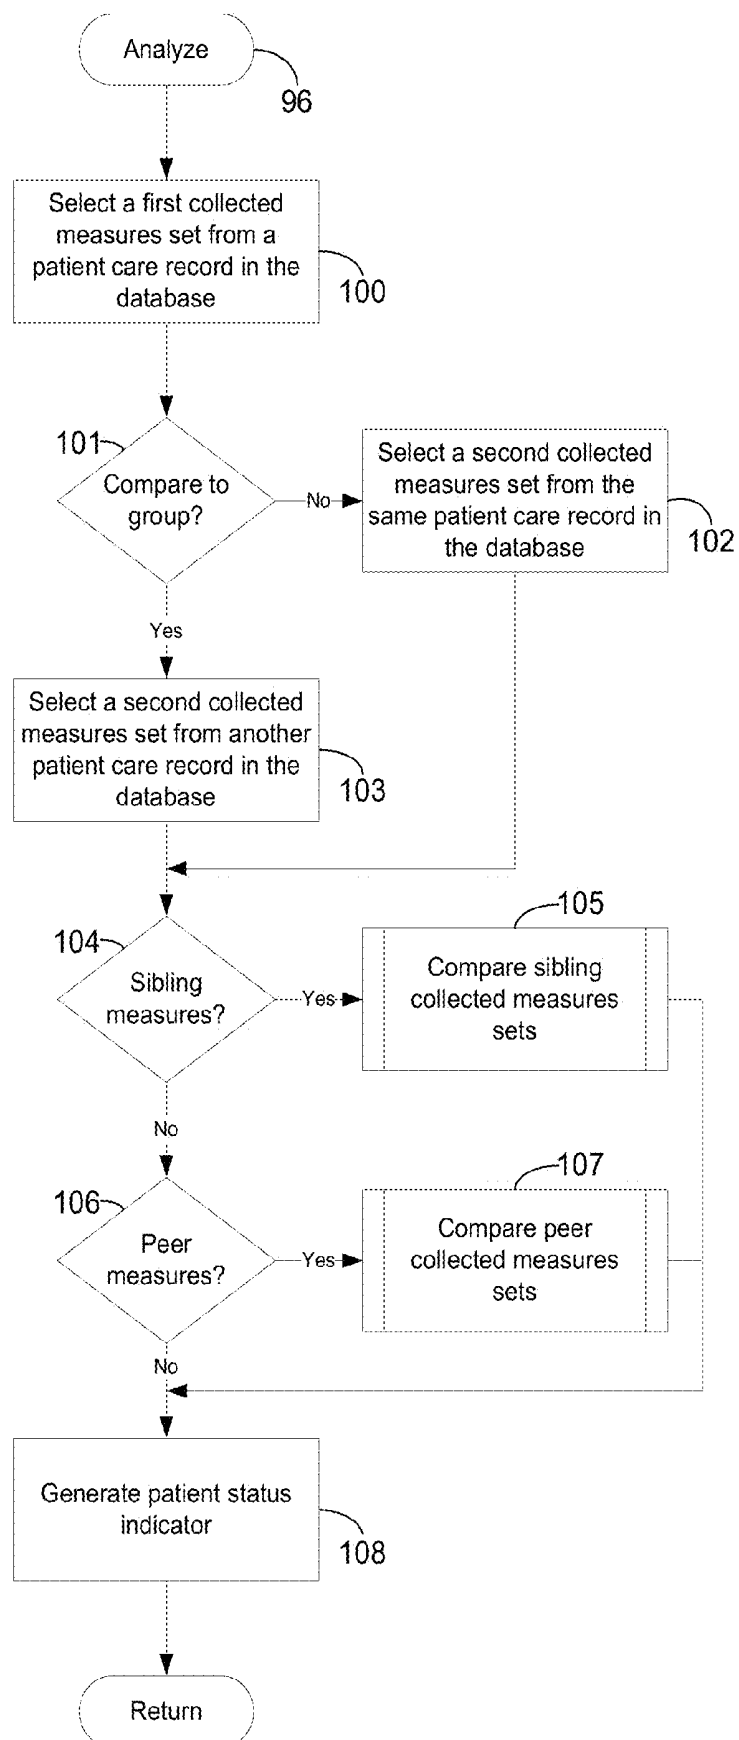 Analyze
96
Select a first collected
measures set from a
patient care record in the
database
100
101
Compare to
group?
No
Select a second collected
measures set from the
same patient care record in
the database
102
Yes
Select a second collected
measures set from another
patient care record in the
database
103
104
Sibling
measures?
Yes
105
Compare sibling
collected measures
sets
No
106
Peer
measures?
Yes
107
Compare peer
collected measures
sets
No
Generate patient status
indicator
108
Return